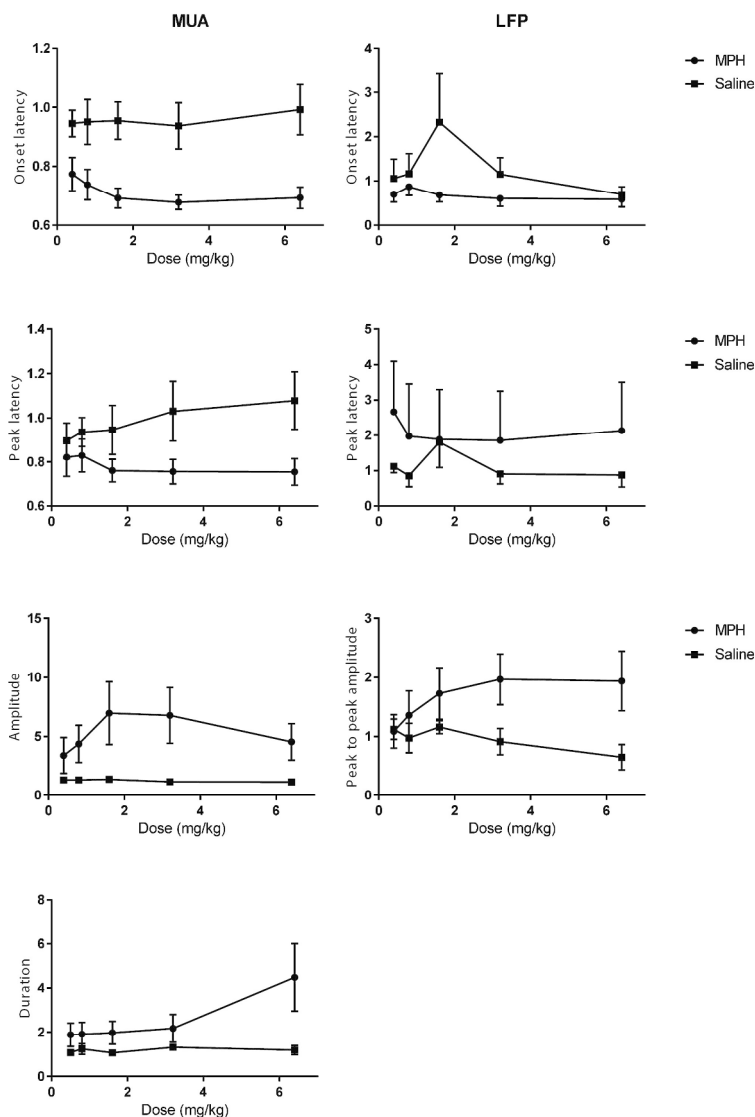 MUA
LFP
1.2
1.0
0.8
0.6
Onset latency
0 2 4 6
Dose (mg/kg)
4
3
2
1
0
Onset latency
0 2 4 6
Dose (mg/kg)
MPH
Saline
1.4
1.2
1.0
0.8
0.6
Peak latency
0 2 4 6
Dose (mg/kg)
5
4
3
2
1
0
Peak latency
0 2 4 6
Dose (mg/kg)
MPH
Saline
15
10
5
0
Amplitude
0 2 4 6
Dose (mg/kg)
3
2
1
0
Peak to peak amplitude
0 2 4 6
Dose (mg/kg)
MPH
Saline
8
6
4
2
0
Duration
0 2 4 6
Dose (mg/kg)